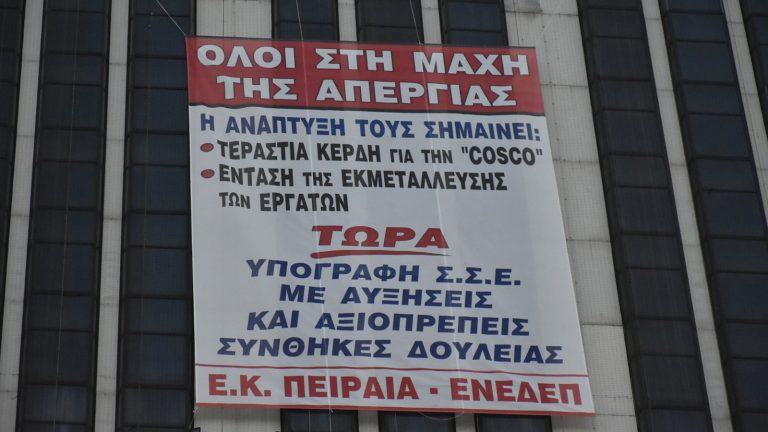 ΟΛΟΙ ΣΤΗ ΜΑΧΗ
ΤΗΣ ΑΠΕΡΓΙΑΣ
Η ΑΝΑΠΤΥΞΗ ΤΟΥΣ ΣΗΜΑΙΝΕΙ:
• ΤΕΡΑΣΤΙΑ ΚΕΡΔΗ ΓΙΑ ΤΗΝ "COSCO"
• ΕΝΤΑΣΗ ΤΗΣ ΕΚΜΕΤΑΛΛΕΥΣΗΣ
ΤΩΝ ΕΡΓΑΤΩΝ
ΤΩΡΑ
ΥΠΟΓΡΑΦΗ Σ.Σ.Ε.
ΜΕ ΑΥΞΗΣΕΙΣ
ΚΑΙ ΑΞΙΟΠΡΕΠΕΙΣ
ΣΥΝΘΗΚΕΣ ΔΟΥΛΕΙΑΣ
Ε.Κ. ΠΕΙΡΑΙΑ - ΕΝΕΔΕΠ